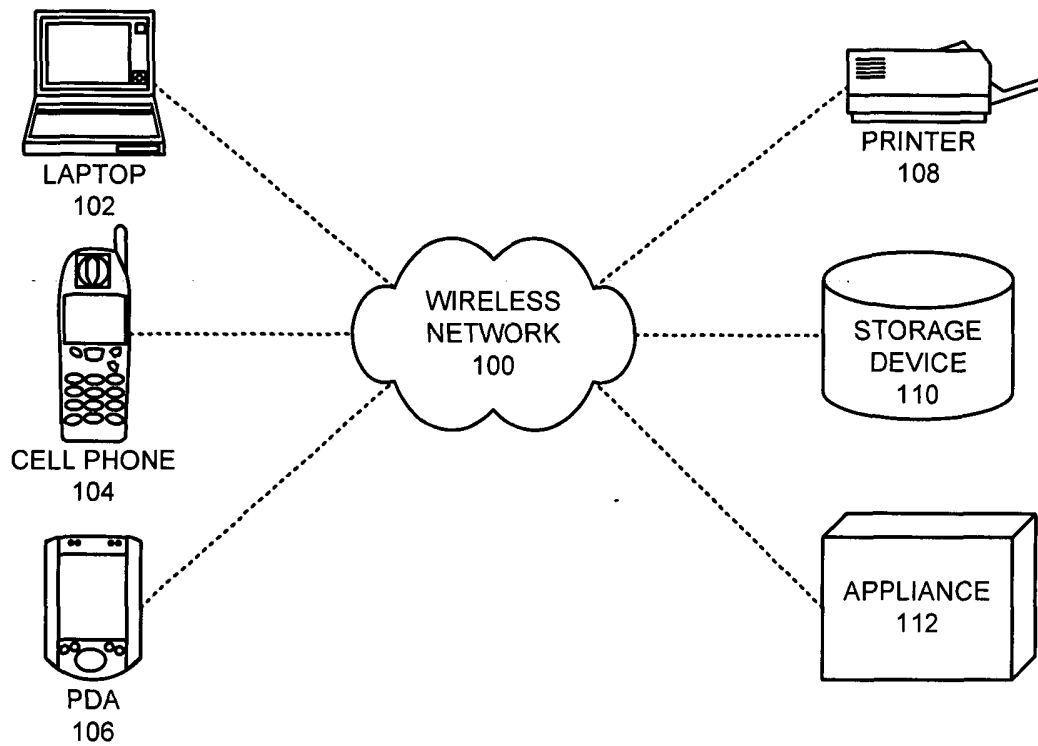 LAPTOP
102
CELL PHONE
104
PDA
106
WIRELESS
NETWORK
100
PRINTER
108
STORAGE
DEVICE
110
APPLIANCE
112